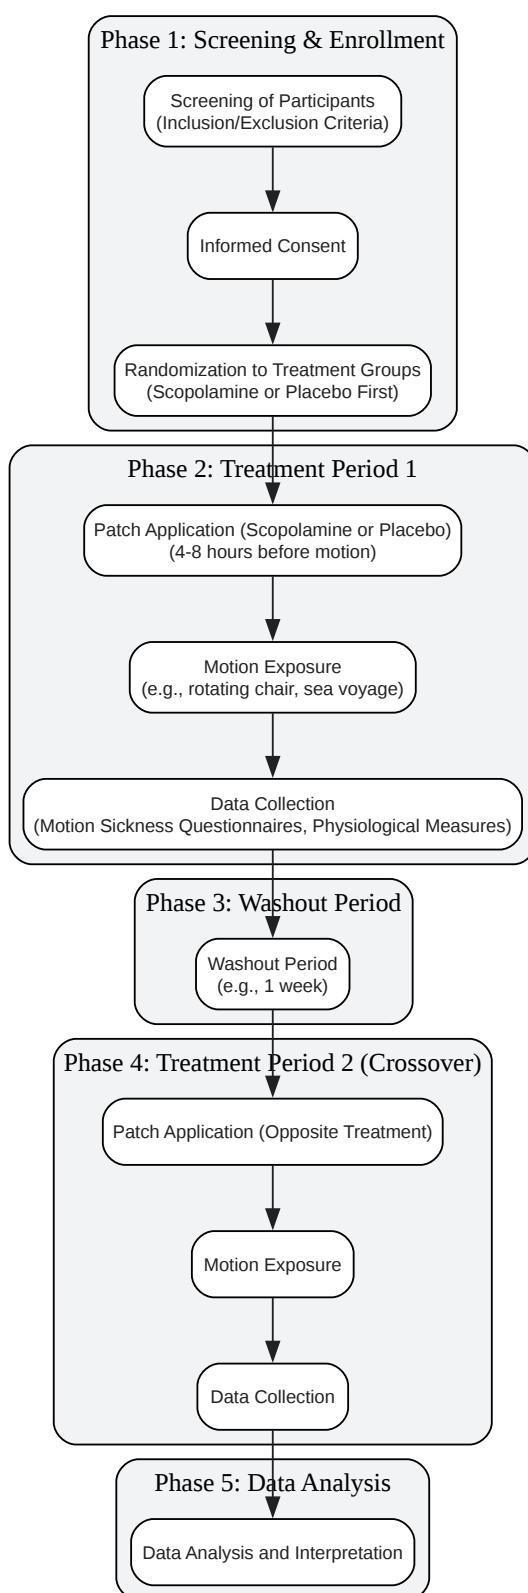 Phase 1: Screening & Enrollment
Screening of Participants
(Inclusion/Exclusion Criteria)
Informed Consent
Randomization to Treatment Groups
(Scopolamine or Placebo First)
Phase 2: Treatment Period 1
Patch Application (Scopolamine or Placebo)
(4-8 hours before motion)
Motion Exposure
(e.g., rotating chair, sea voyage)
Data Collection
(Motion Sickness Questionnaires, Physiological Measures)
Phase 3: Washout Period
Washout Period
(e.g., 1 week)
Phase 4: Treatment Period 2 (Crossover)
Patch Application (Opposite Treatment)
Motion Exposure
Data Collection
Phase 5: Data Analysis
Data Analysis and Interpretation